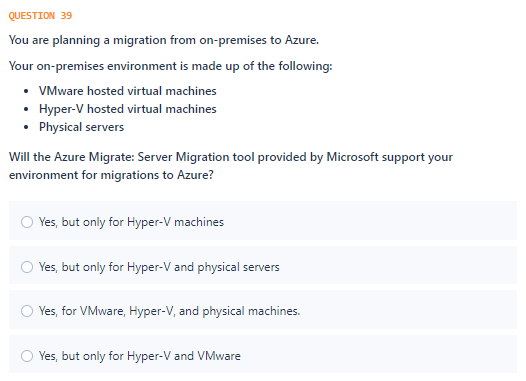 QUESTION 39
You are planning a migration from on-premises to Azure.
Your on-premises environment is made up of the following:
• VMware hosted virtual machines
• Hyper-V hosted virtual machines
• Physical servers
Will the Azure Migrate: Server Migration tool provided by Microsoft support your
environment for migrations to Azure?
Yes, but only for Hyper-V machines
Yes, but only for Hyper-V and physical servers
Yes, for VMware, Hyper-V, and physical machines.
Yes, but only for Hyper-V and VMware